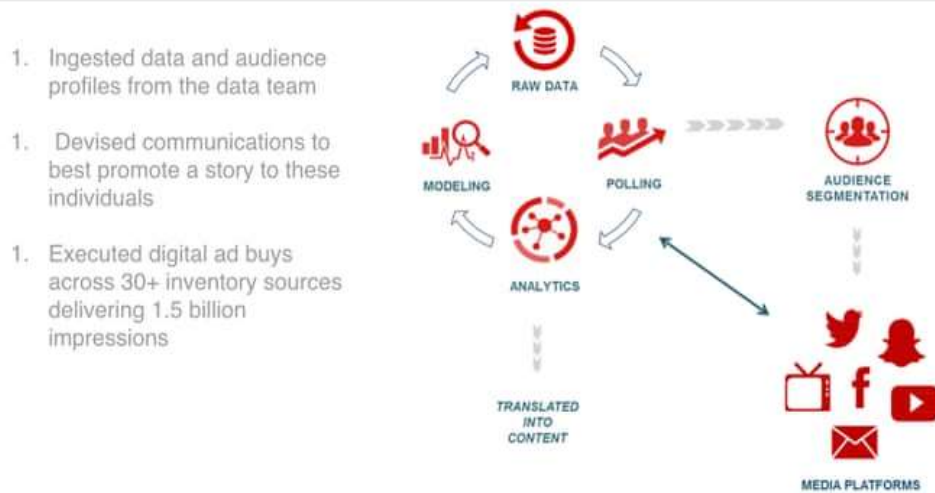 1. Ingested data and audience
profiles from the data team
1. Devised communications to
best promote a story to these
individuals
1. Executed digital ad buys
across 30+ inventory sources
delivering 1.5 billion
impressions
RAW DATA
MODELING
POLLING
ANALYTICS
AUDIENCE
SEGMENTATION
TRANSLATED
INTO
CONTENT
MEDIA PLATFORMS